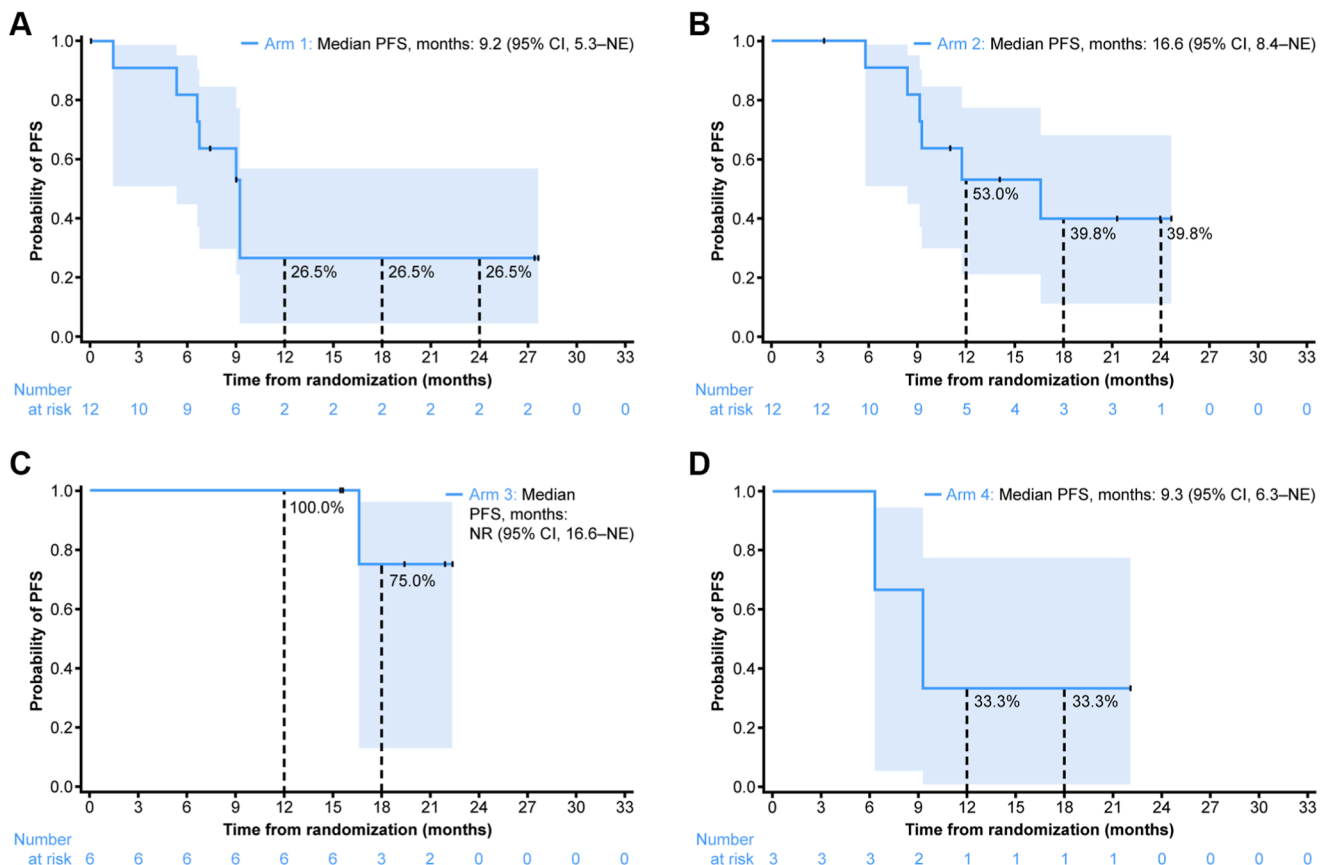 A
Arm 1: Median PFS, months: 9.2 (95% CI, 5.3–NE)
Probability of PFS
1.0
0.8
0.6
0.4
0.2
0.0
26.5% 26.5% 26.5%
0 3 6 9 12 15 18 21 24 27 30 33
Time from randomization (months)
Number
at risk 12 10 9 6 2 2 2 2 2 2 0 0
B
Arm 2: Median PFS, months: 16.6 (95% CI, 8.4–NE)
Probability of PFS
1.0
0.8
0.6
0.4
0.2
0.0
53.0%
39.8% 39.8%
0 3 6 9 12 15 18 21 24 27 30 33
Time from randomization (months)
Number
at risk 12 12 10 9 5 4 3 3 1 0 0 0
C
Arm 3: Median
PFS, months:
NR (95% CI, 16.6–NE)
Probability of PFS
1.0
0.8
0.6
0.4
0.2
0.0
100.0%
75.0%
0 3 6 9 12 15 18 21 24 27 30 33
Time from randomization (months)
Number
at risk 6 6 6 6 6 6 3 2 0 0 0 0
D
Arm 4: Median PFS, months: 9.3 (95% CI, 6.3–NE)
Probability of PFS
1.0
0.8
0.6
0.4
0.2
0.0
33.3% 33.3%
0 3 6 9 12 15 18 21 24 27 30 33
Time from randomization (months)
Number
at risk 3 3 3 2 1 1 1 1 0 0 0 0